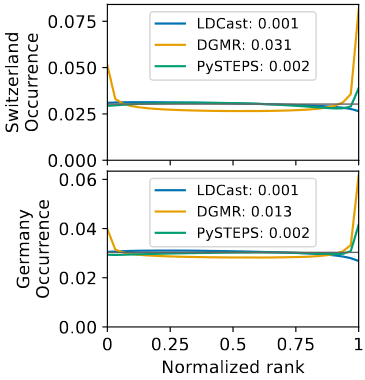 Switzerland
Occurrence
0.075
0.050
0.025
0.000
LDCast: 0.001
DGMR: 0.031
PySTEPS: 0.002
Germany
Occurrence
0.06
0.04
0.02
0.00
LDCast: 0.001
DGMR: 0.013
PySTEPS: 0.002
0 0.25 0.5 0.75 1
Normalized rank